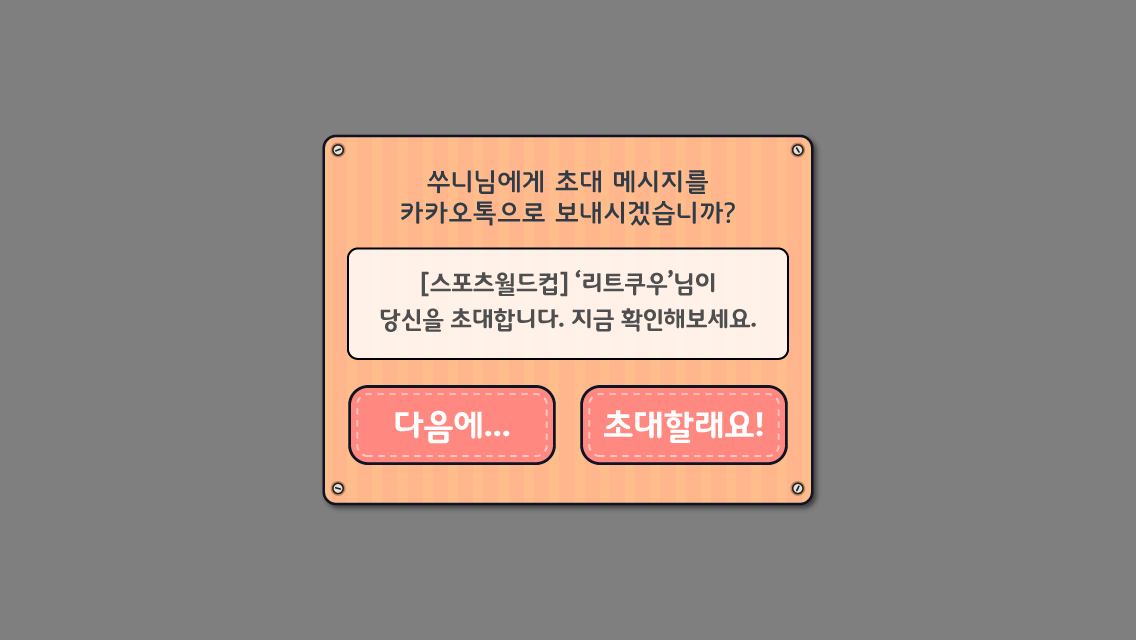 쑤니님에게 초대 메시지를
카카오톡으로 보내시겠습니까?
[스포츠월드컵] ‘리트쿠우’님이
당신을 초대합니다. 지금 확인해보세요.
다음에...
초대할래요!